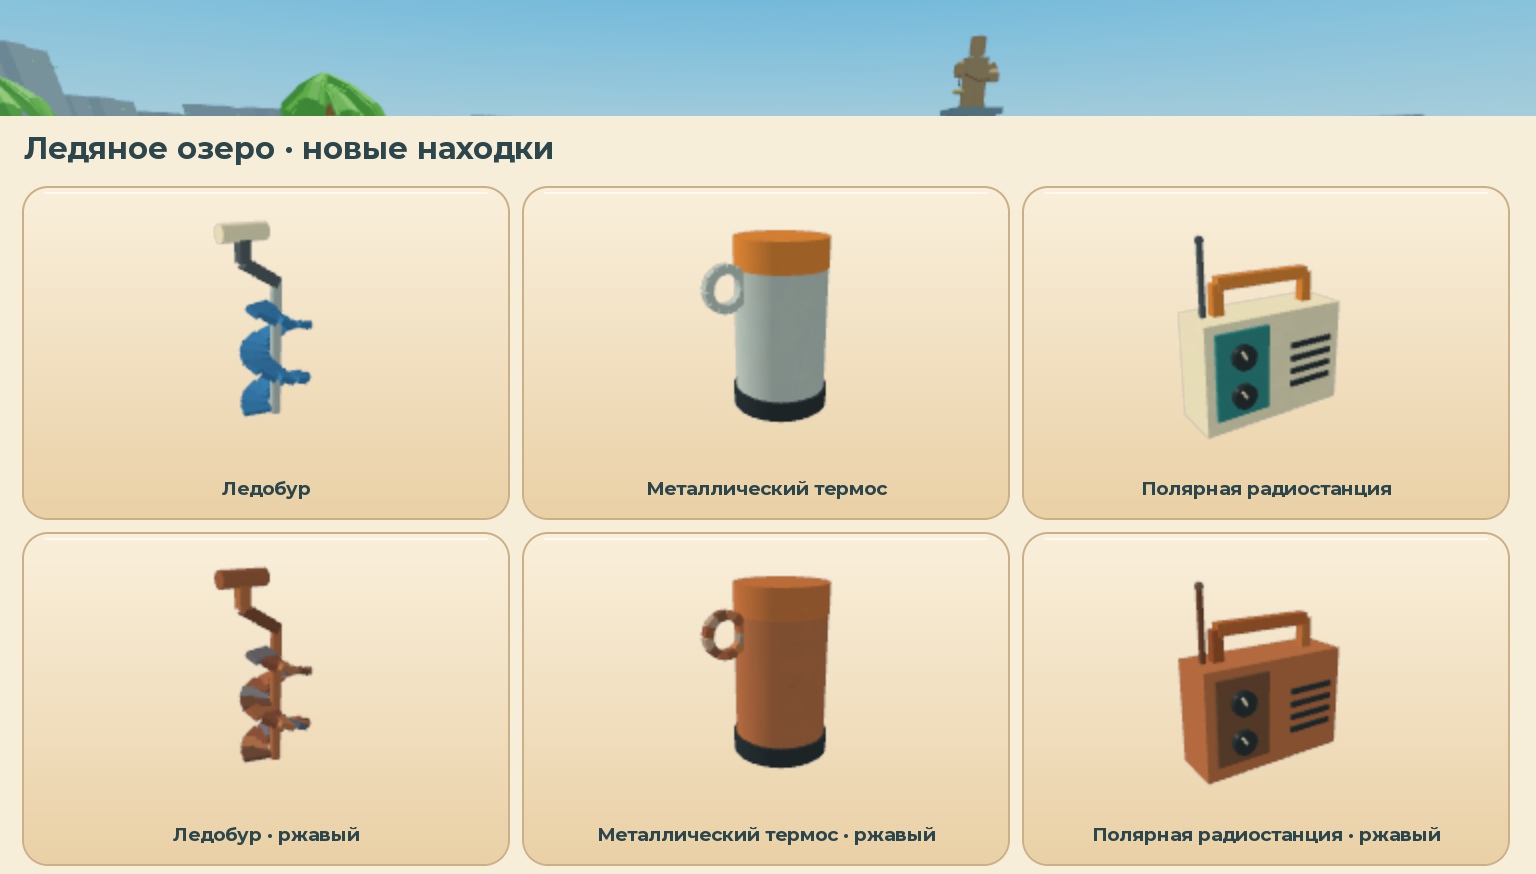 Ледяное озеро · новые находки
Ледобур
Металлический термос
Полярная радиостанция
Ледобур · ржавый
Металлический термос · ржавый
Полярная радиостанция · ржавый